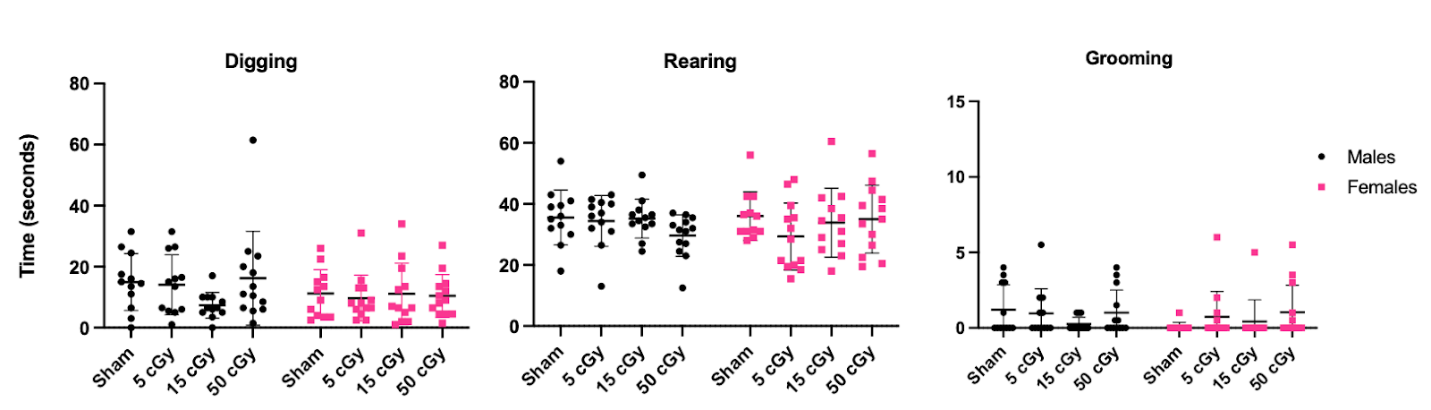 Digging
Rearing
Grooming
Time (seconds)
80
60
40
20
0
Sham
5 cGy
15 cGy
50 cGy
Sham
5 cGy
15 cGy
50 cGy
80
60
40
20
0
Sham
5 cGy
15 cGy
50 cGy
Sham
5 cGy
15 cGy
50 cGy
15
10
5
0
Sham
5 cGy
15 cGy
50 cGy
Sham
5 cGy
15 cGy
50 cGy
Males
Females